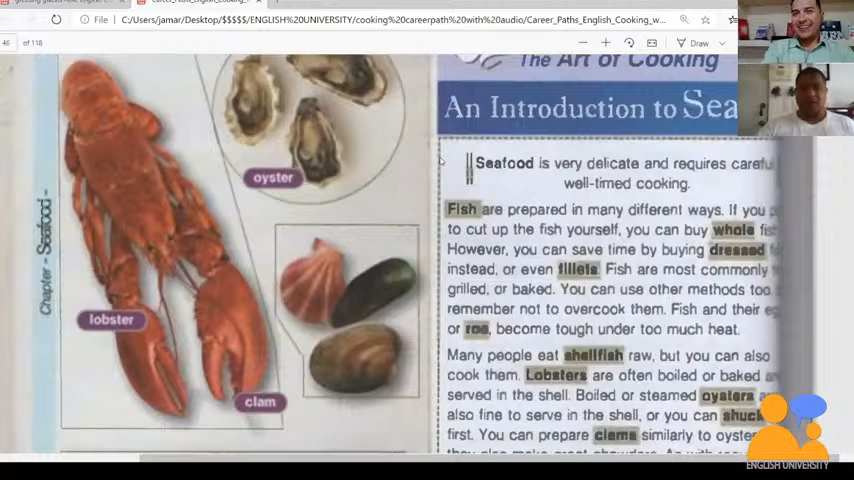 File
C:/Users/jamar/Desktop/$$$$$/ENGLISH UNIVERSITY/cooking%20careerpath%20with%20audio/Career_Paths_English_Cooking_w...
46 of 118
Draw
Chapter - Seafood -
oyster
lobster
clam
The Art of Cooking
An Introduction to Sea
Seafood is very delicate and requires careful
well-timed cooking.
Fish are prepared in many different ways. If you
to cut up the fish yourself, you can buy whole
However, you can save time by buying dressed
instead, or even fillets. Fish are most commonly
grilled, or baked. You can use other methods too.
remember not to overcook them. Fish and their
or roe, become tough under too much heat.
Many people eat shellfish raw, but you can also
cook them. Lobsters are often boiled or baked
served in the shell. Boiled or steamed oysters
also fine to serve in the shell, or you can shuck
first. You can prepare clams similarly to oyster
ENGLISH UNIVERSITY